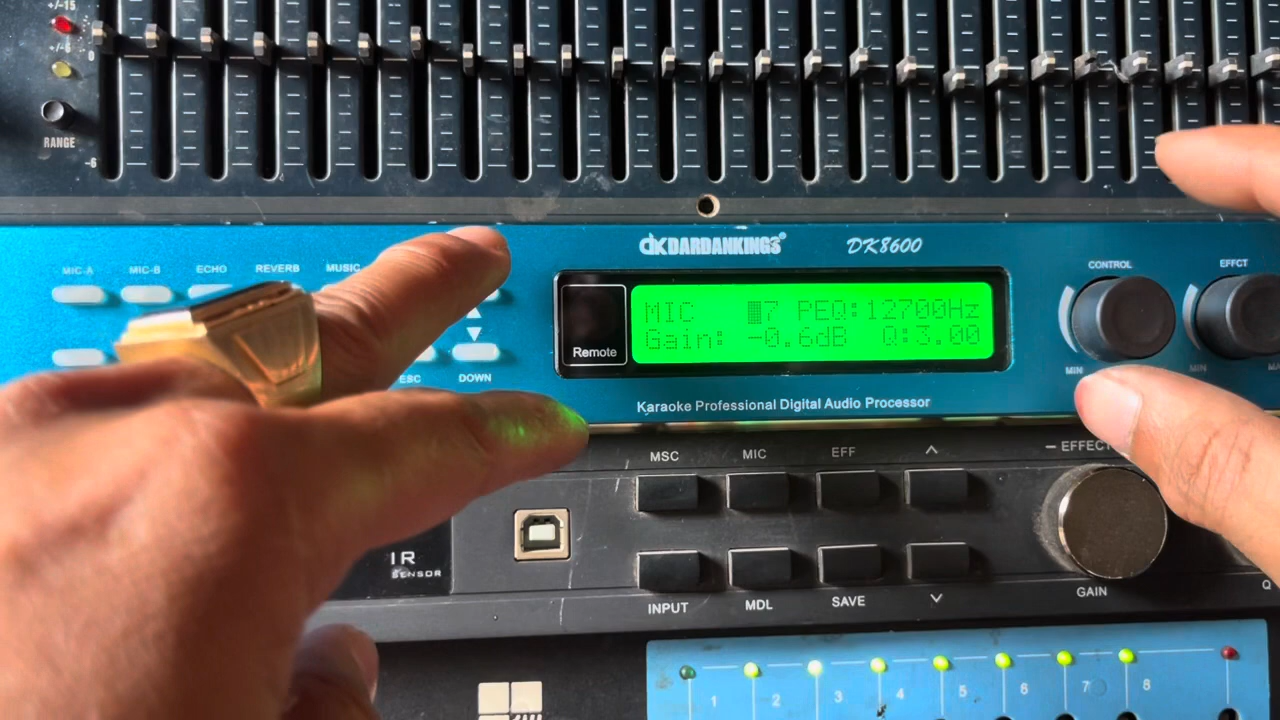 +/-15
+/-6
0
RANGE
-6
DARDANKINGS®
DK8600
MIC-A
MIC-B
ECHO
REVERB
MUSIC
CONTROL
EFFCT
MIC 7 PEQ:12700Hz
Gain: -0.6dB Q:3.00
Remote
ESC
DOWN
MIN
MIN
Karaoke Professional Digital Audio Processor
MSC
MIC
EFF
EFFECT
IR
SENSOR
INPUT
MDL
SAVE
GAIN
Q
1
2
3
4
5
6
7
8